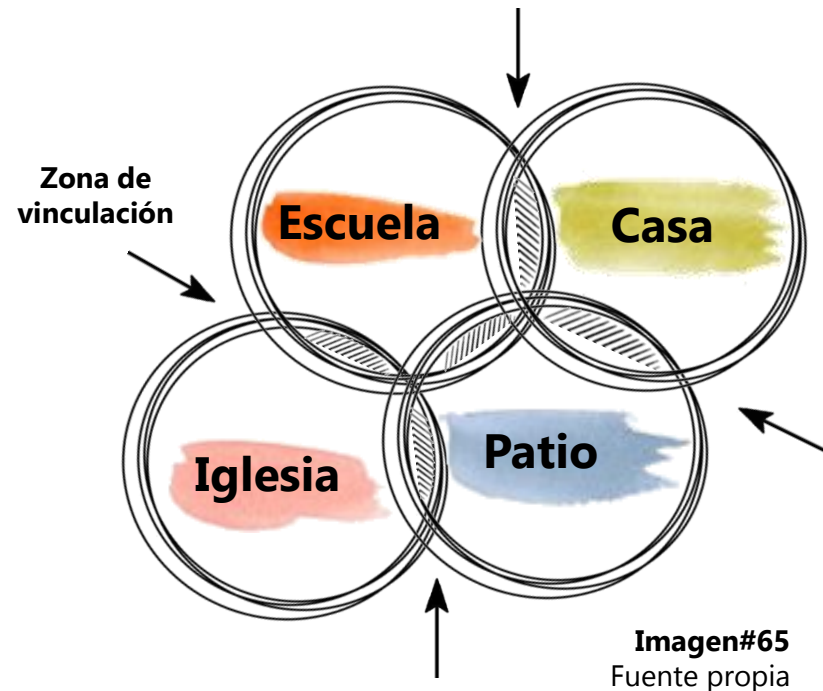 Zona de
vinculación
Escuela
Casa
Iglesia
Patio
Imagen#65
Fuente propia